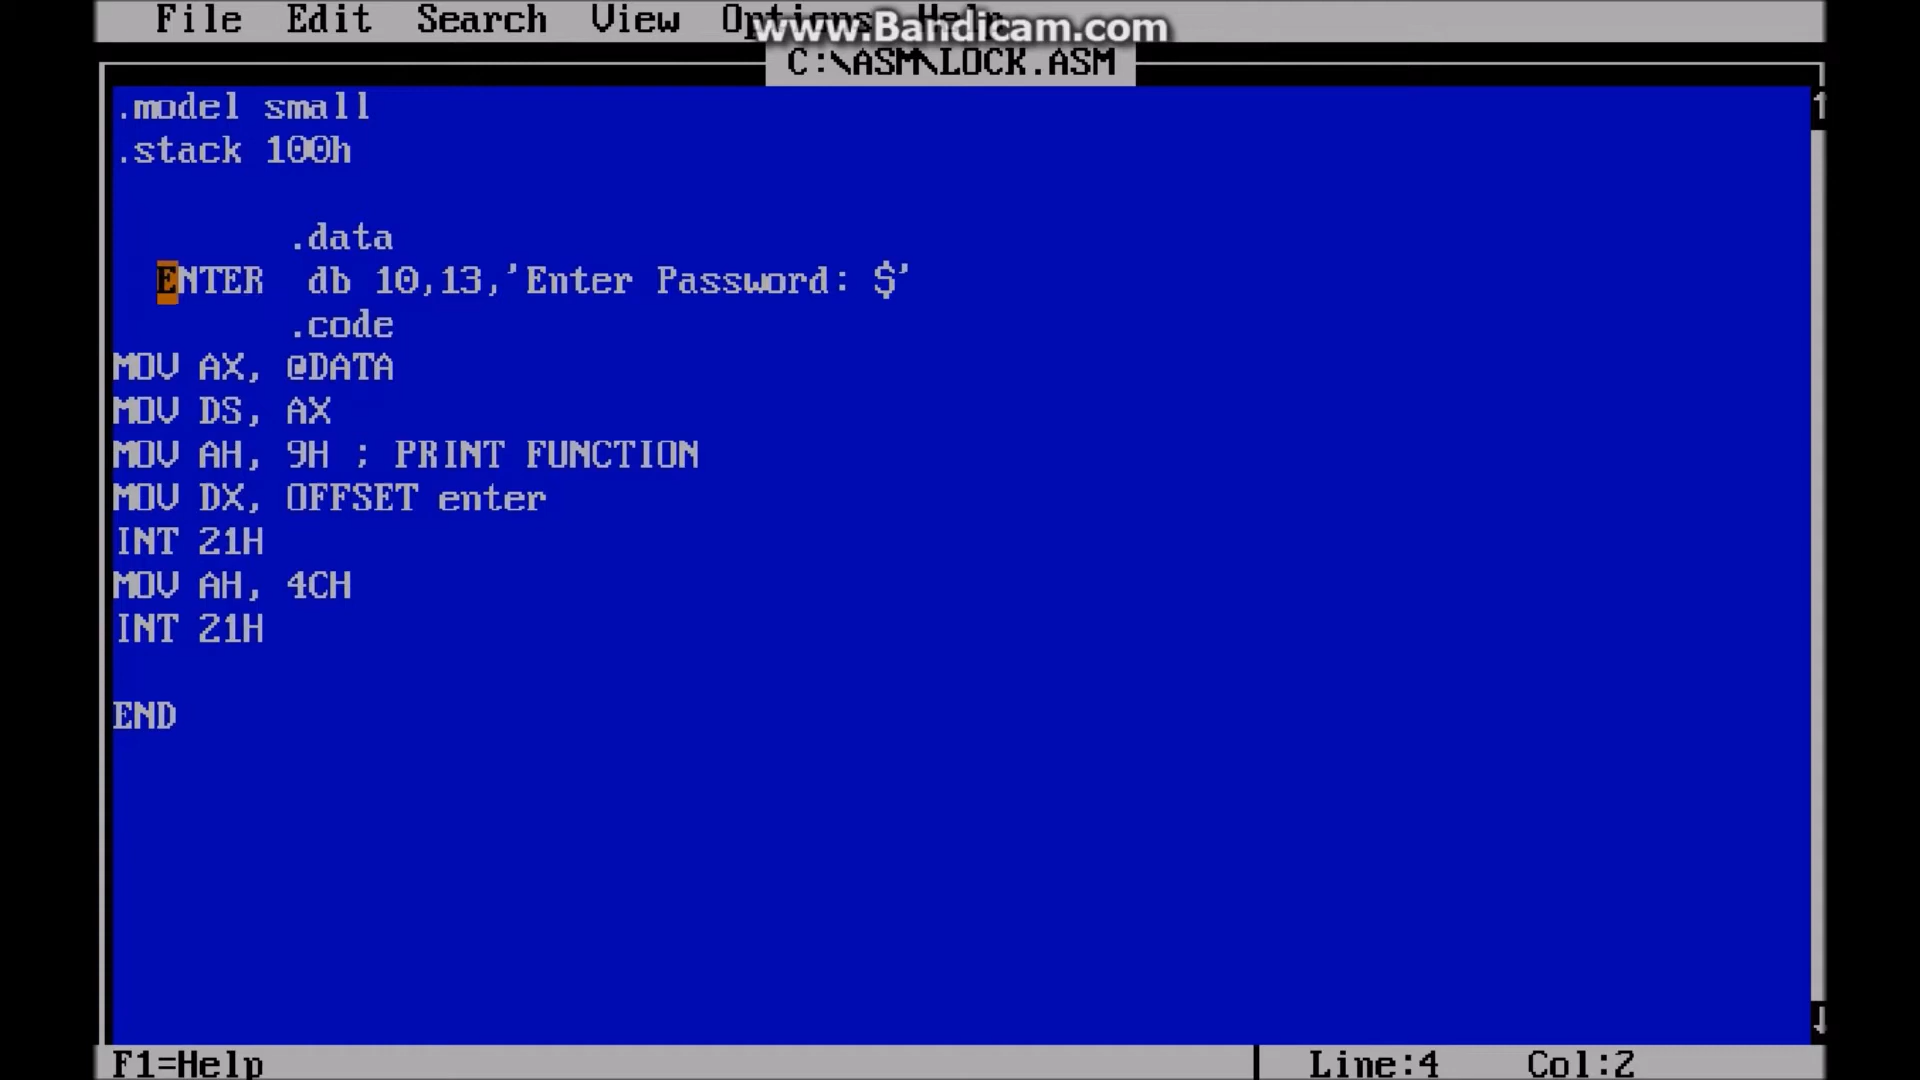 File Edit Search View Options Help
www.Bandicam.com
C:\ASM\LOCK.ASM
.model small
.stack 100h
.data
ENTER db 10,13,'Enter Password: $'
.code
MOV AX, @DATA
MOV DS, AX
MOV AH, 9H ; PRINT FUNCTION
MOV DX, OFFSET enter
INT 21H
MOV AH, 4CH
INT 21H
END
F1=Help Line:4 Col:2